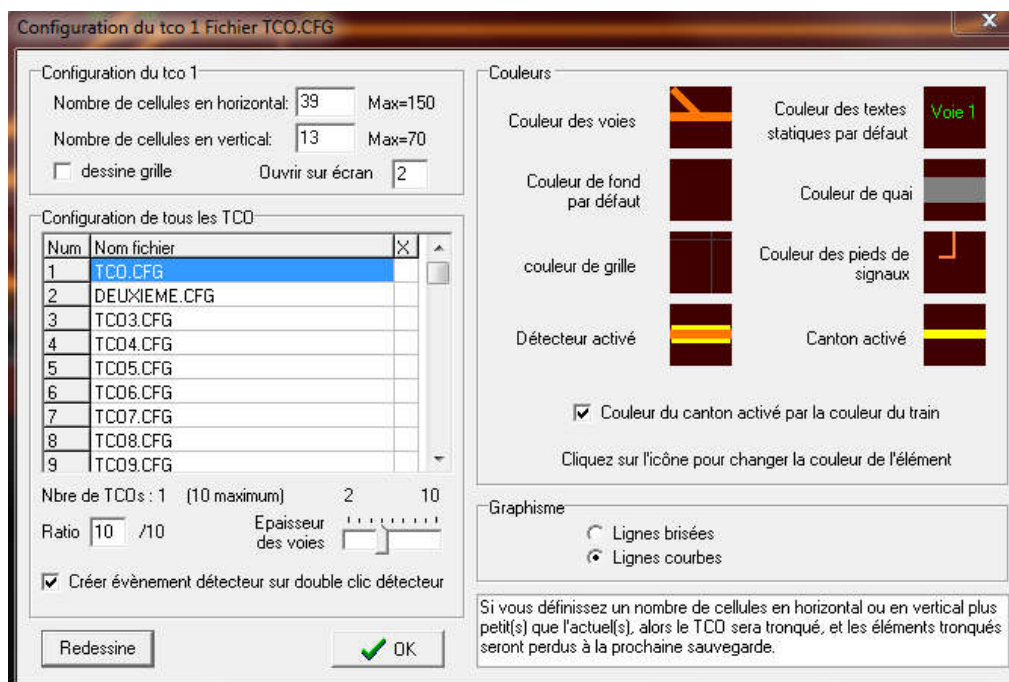 Configuration du tco 1 Fichier TCO.CFG
X
Configuration du tco 1
Nombre de cellules en horizontal: 39 Max=150
Nombre de cellules en vertical: 13 Max=70
dessine grille Ouvrir sur écran 2
Configuration de tous les TCO
Num Nom fichier X
1 TCO.CFG
2 DEUXIEME.CFG
3 TCO3.CFG
4 TCO4.CFG
5 TCO5.CFG
6 TCO6.CFG
7 TCO7.CFG
8 TCO8.CFG
9 TCO9.CFG
Nbre de TCOs : 1 (10 maximum) 2 10
Ratio 10 /10
Epaisseur
des voies
Créer évènement détecteur sur double clic détecteur
Redessine
OK
Couleurs
Couleur des voies
Couleur des textes
statiques par défaut
Voie 1
Couleur de fond
par défaut
Couleur de quai
couleur de grille
Couleur des pieds de
signaux
Détecteur activé
Canton activé
Couleur du canton activé par la couleur du train
Cliquez sur l'icône pour changer la couleur de l'élément
Graphisme
Lignes brisées
Lignes courbes
Si vous définissez un nombre de cellules en horizontal ou en vertical plus
petit(s) que l'actuel(s), alors le TCO sera tronqué, et les éléments tronqués
seront perdus à la prochaine sauvegarde.